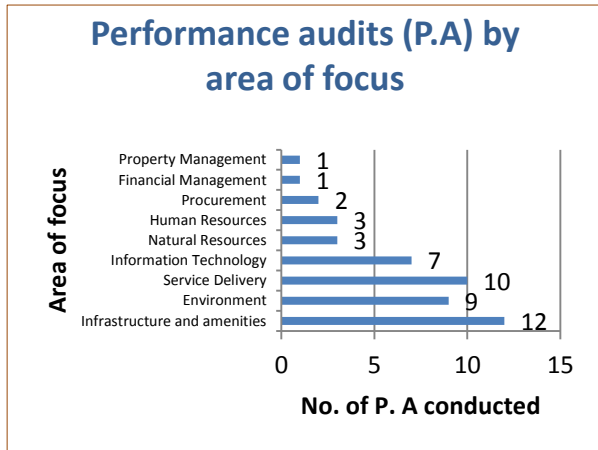 Performance audits (P.A) by
area of focus
Area of focus
Property Management 1
Financial Management 1
Procurement 2
Human Resources 3
Natural Resources 3
Information Technology 7
Service Delivery 10
Environment 9
Infrastructure and amenities 12
0 5 10 15
No. of P. A conducted